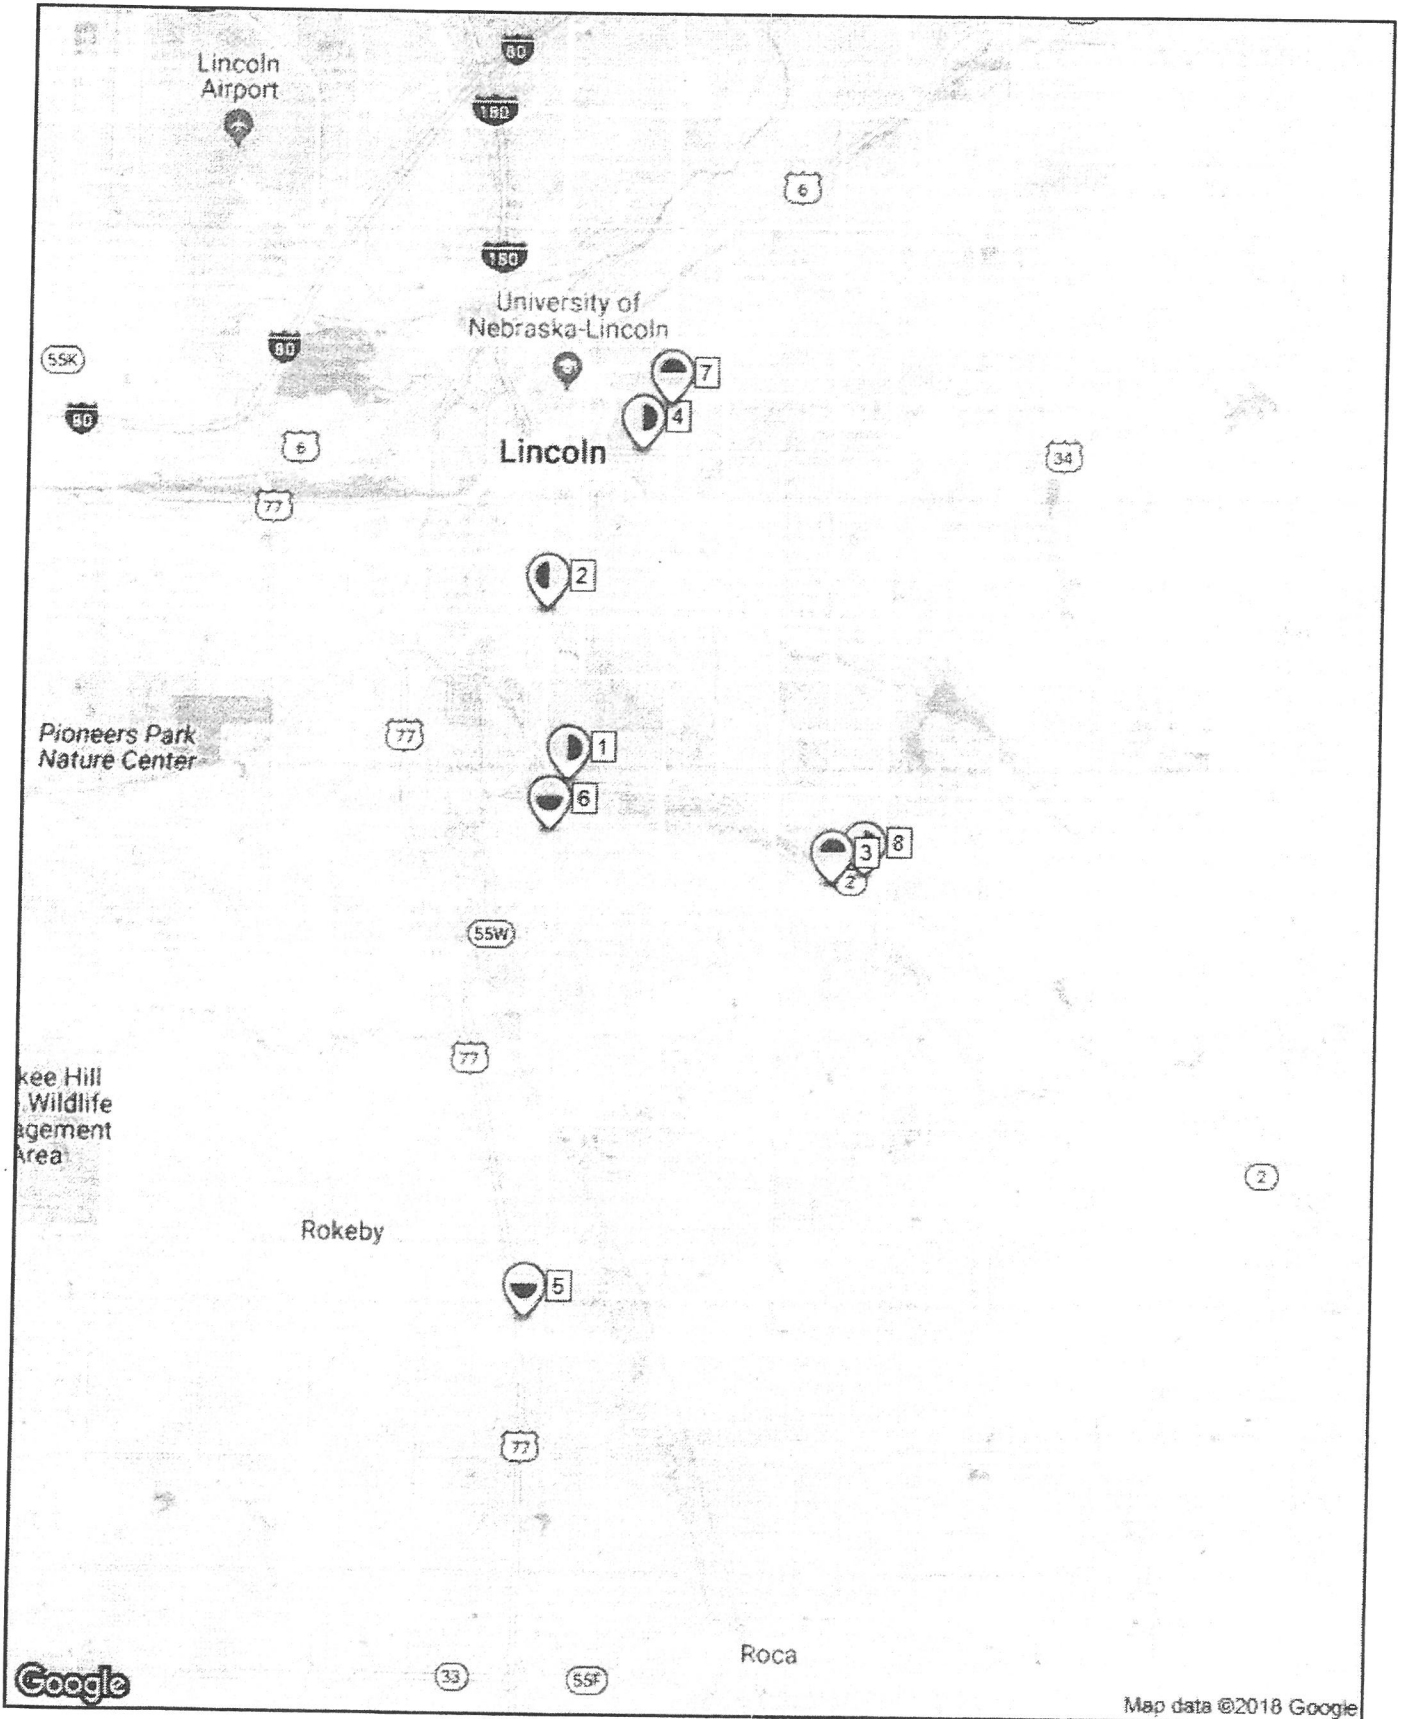 80
Lincoln
Airport
180
6
180
University of
Nebraska-Lincoln
80
55K
7
80
4
6
Lincoln
34
77
2
Pioneers Park
Nature Center
77
1
6
8
3
2
55W
77
kee Hill
Wildlife
agement
Area
2
Rokeby
5
77
Roca
Google
33
55F
Map data ©2018 Google